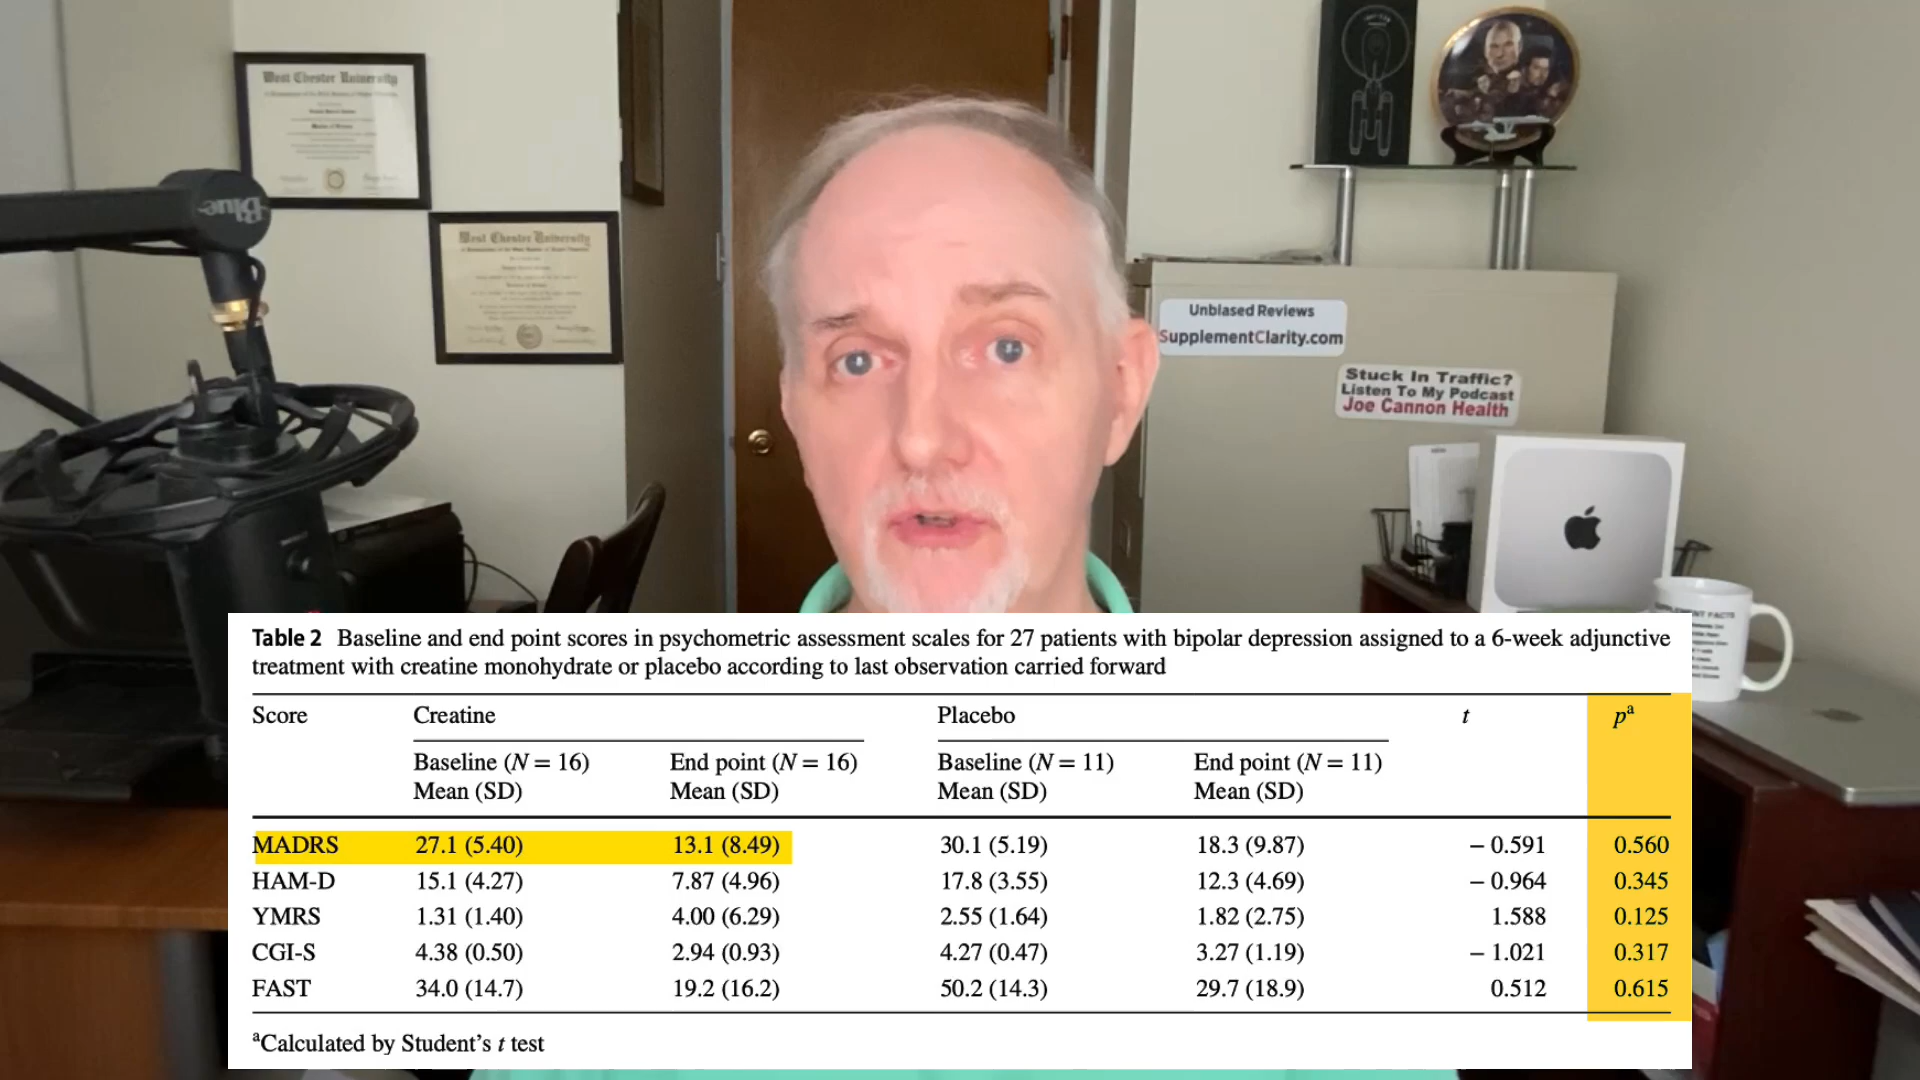 West Chester University
West Chester University
Blue
Unbiased Reviews
SupplementClarity.com
Stuck In Traffic?
Listen To My Podcast
Joe Cannon Health
Table 2 Baseline and end point scores in psychometric assessment scales for 27 patients with bipolar depression assigned to a 6-week adjunctive
treatment with creatine monohydrate or placebo according to last observation carried forward
Score Creatine Placebo t pᵃ
Baseline (N = 16) End point (N = 16) Baseline (N = 11) End point (N = 11)
Mean (SD) Mean (SD) Mean (SD) Mean (SD)
MADRS 27.1 (5.40) 13.1 (8.49) 30.1 (5.19) 18.3 (9.87) − 0.591 0.560
HAM-D 15.1 (4.27) 7.87 (4.96) 17.8 (3.55) 12.3 (4.69) − 0.964 0.345
YMRS 1.31 (1.40) 4.00 (6.29) 2.55 (1.64) 1.82 (2.75) 1.588 0.125
CGI-S 4.38 (0.50) 2.94 (0.93) 4.27 (0.47) 3.27 (1.19) − 1.021 0.317
FAST 34.0 (14.7) 19.2 (16.2) 50.2 (14.3) 29.7 (18.9) 0.512 0.615
ᵃCalculated by Student's t test